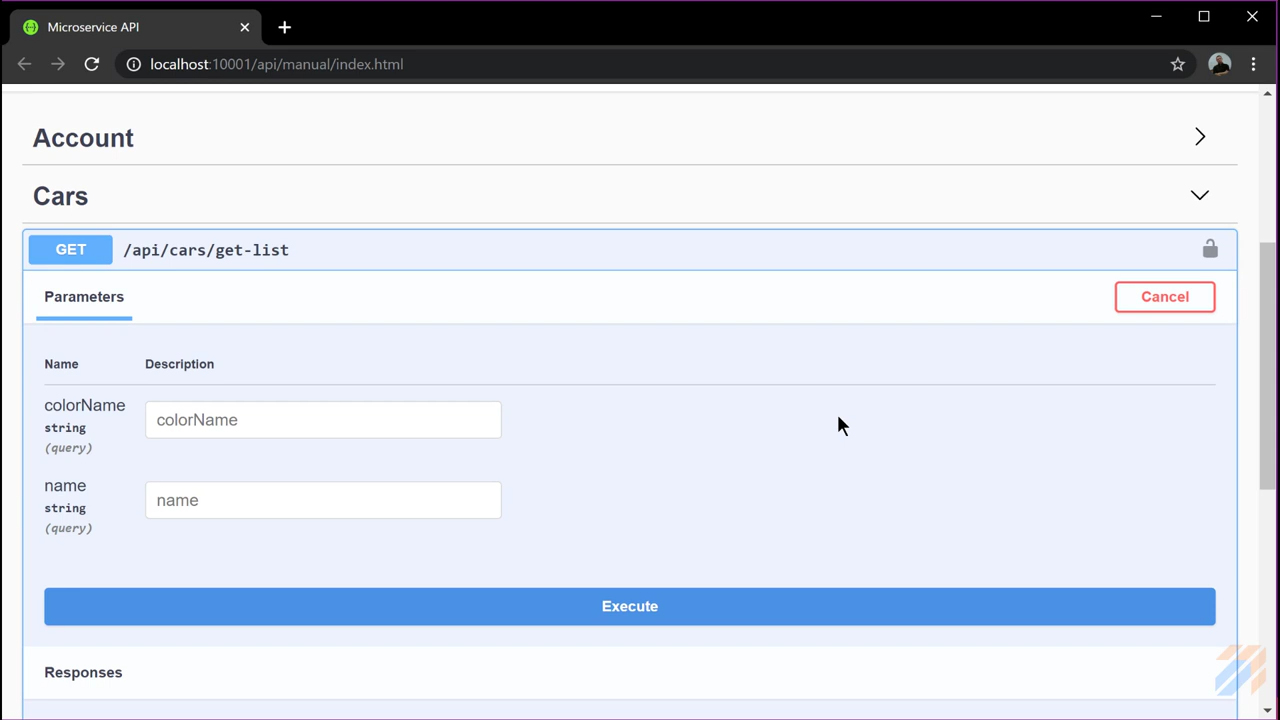 Microservice API
localhost:10001/api/manual/index.html
Account
Cars
GET /api/cars/get-list
Parameters
Cancel
Name Description
colorName
string
(query)
colorName
name
string
(query)
name
Execute
Responses